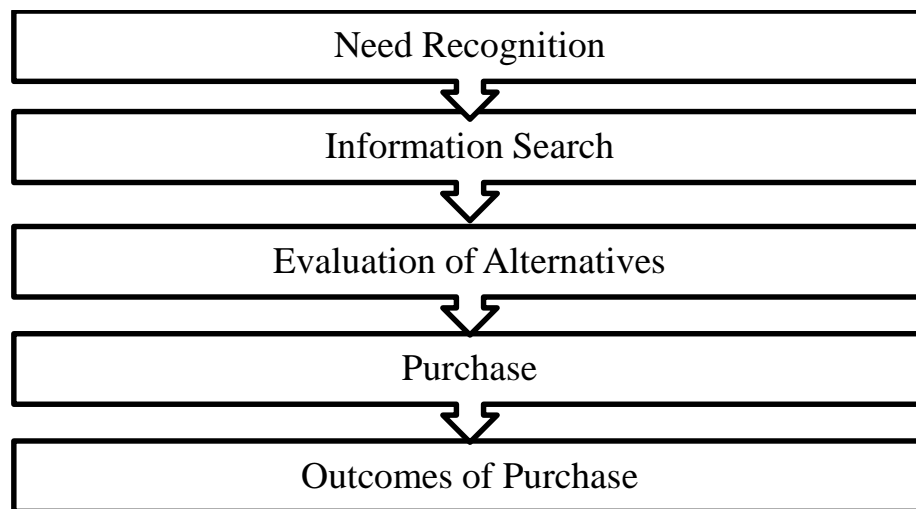 Need Recognition
Information Search
Evaluation of Alternatives
Purchase
Outcomes of Purchase